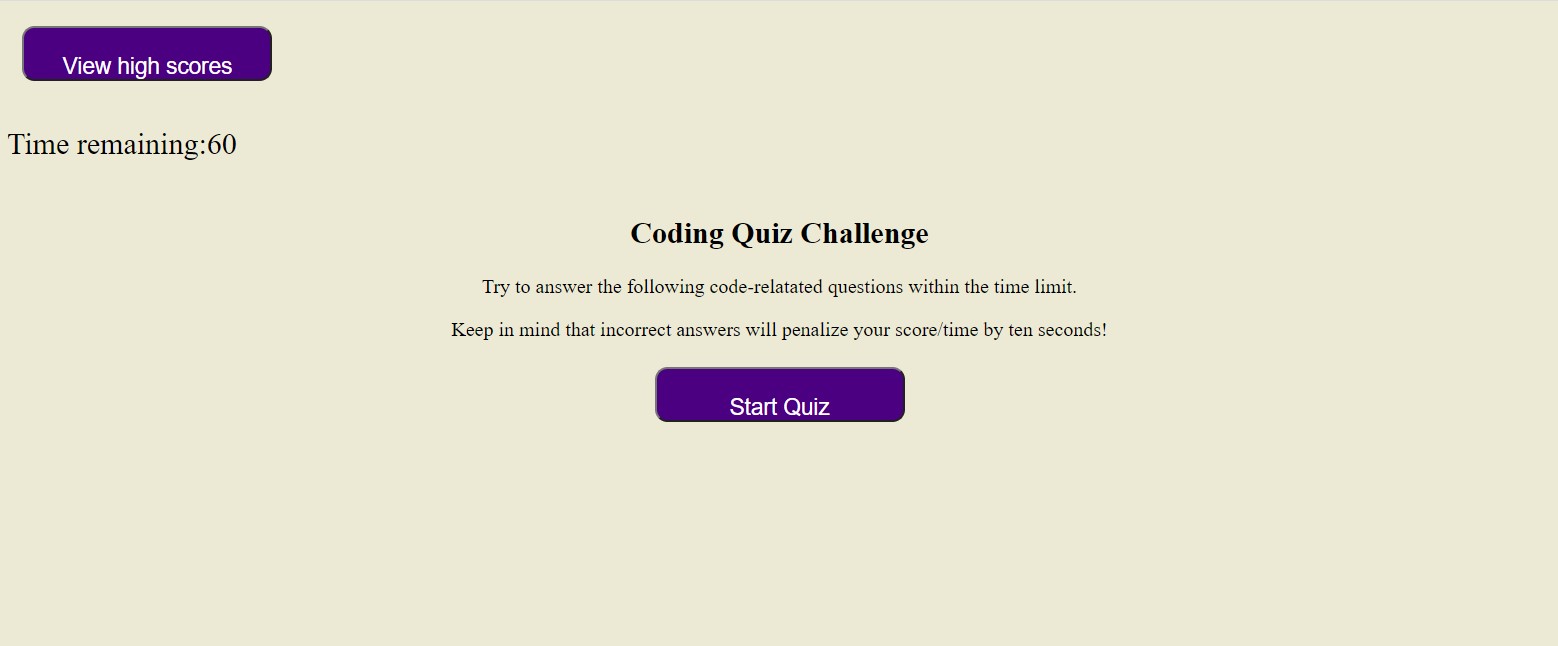 View high scores
Time remaining:60
Coding Quiz Challenge
Try to answer the following code-relatated questions within the time limit.
Keep in mind that incorrect answers will penalize your score/time by ten seconds!
Start Quiz